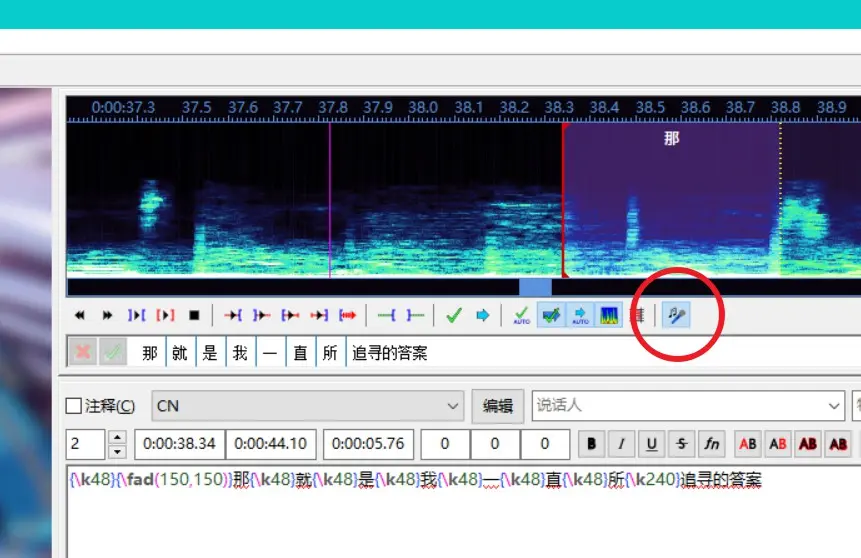 0:00:37.3 37.5 37.6 37.7 37.8 37.9 38.0 38.1 38.2 38.3 38.4 38.5 38.6 38.7 38.8 38.9
那
AUTO AUTO
那 就 是 我 一 直 所 追寻的答案
注释(C) CN 编辑 说话人
2 0:00:38.34 0:00:44.10 0:00:05.76 0 0 0 B I U S fn AB AB AB AB
{\k48}{\fad(150,150)}那{\k48}就{\k48}是{\k48}我{\k48}一{\k48}直{\k48}所{\k240}追寻的答案